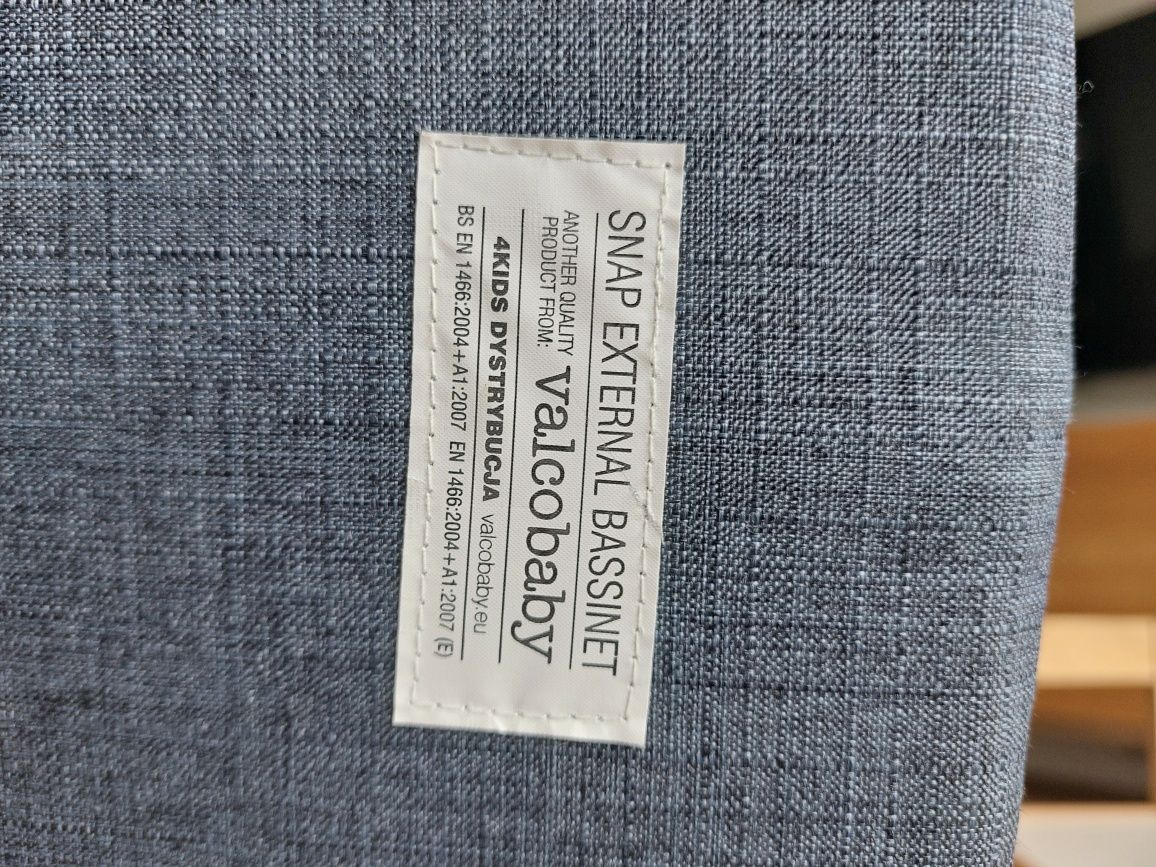 SNAP EXTERNAL BASSINET
ANOTHER QUALITY
PRODUCT FROM:
valcobaby
4KIDS DYSTRYBUCJA valcobaby.eu
BS EN 1466:2004+A1:2007 EN 1466:2004+A1:2007 (E)